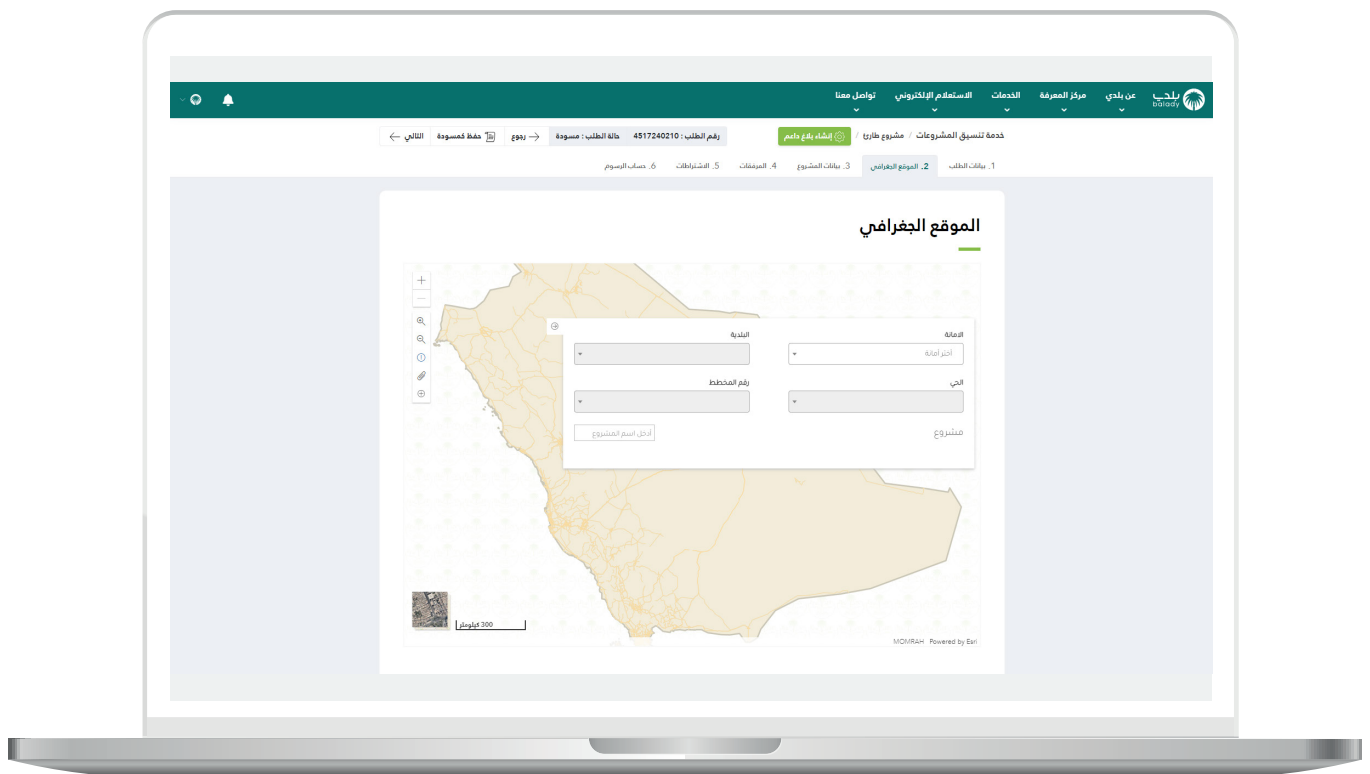 بلدي
balady
عن بلدي
مركز المعرفة
الخدمات
الاستعلام الإلكتروني
تواصل معنا
خدمة تنسيق المشروعات / مشروع طارئ /
إنشاء بلاغ داعم
رقم الطلب : 4517240210
حالة الطلب : مسودة
رجوع
حفظ كمسودة
التالي
1. بيانات الطلب
2. الموقع الجغرافي
3. بيانات المشروع
4. المرفقات
5. الاشتراطات
6. حساب الرسوم
الموقع الجغرافي
الامانة
البلدية
اختر أمانة
الحي
رقم المخطط
مشروع
أدخل اسم المشروع
300 كيلومتر
MOMRAH Powered by Esri